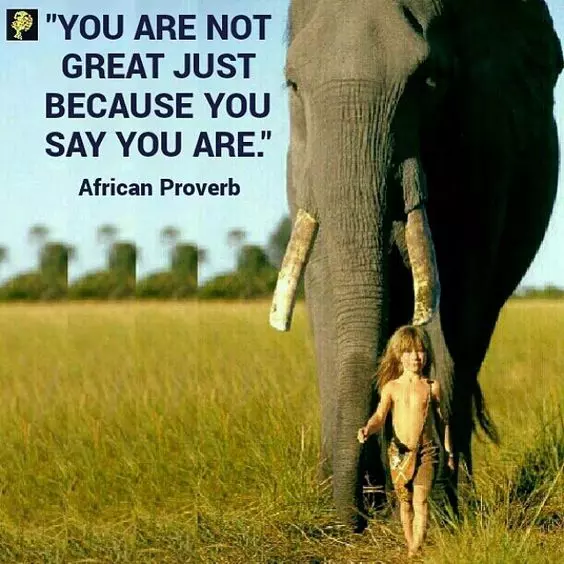 "YOU ARE NOT
GREAT JUST
BECAUSE YOU
SAY YOU ARE."
African Proverb